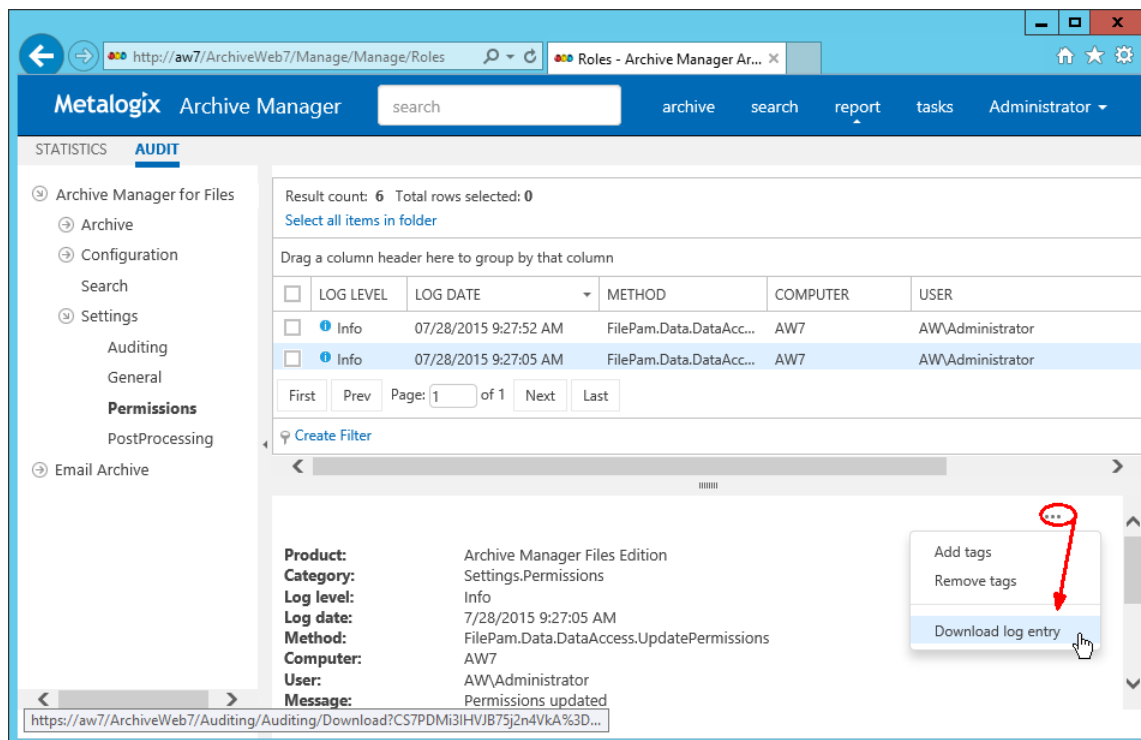 http://aw7/ArchiveWeb7/Manage/Manage/Roles
Roles - Archive Manager Ar...
Metalogix Archive Manager
search
archive search report tasks Administrator
STATISTICS AUDIT
Archive Manager for Files
Archive
Configuration
Search
Settings
Auditing
General
Permissions
PostProcessing
Email Archive
Result count: 6 Total rows selected: 0
Select all items in folder
Drag a column header here to group by that column
LOG LEVEL LOG DATE METHOD COMPUTER USER
Info 07/28/2015 9:27:52 AM FilePam.Data.DataAcc... AW7 AW\Administrator
Info 07/28/2015 9:27:05 AM FilePam.Data.DataAcc... AW7 AW\Administrator
First Prev Page: 1 of 1 Next Last
Create Filter
...
Add tags
Remove tags
Download log entry
Product: Archive Manager Files Edition
Category: Settings.Permissions
Log level: Info
Log date: 7/28/2015 9:27:05 AM
Method: FilePam.Data.DataAccess.UpdatePermissions
Computer: AW7
User: AW\Administrator
Message: Permissions updated
https://aw7/ArchiveWeb7/Auditing/Auditing/Download?CS7PDMi3lHVJB75j2n4VkA%3D...